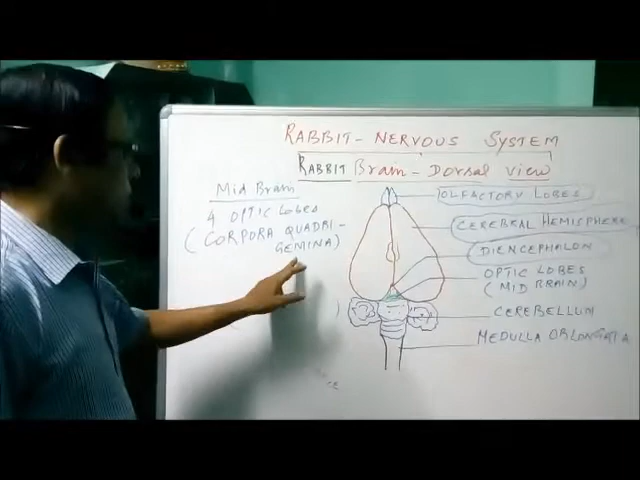 RABBIT - NERVOUS SYSTEM
RABBIT Brain - Dorsal view
Mid Brain
4 OPTIC LOBES
(CORPORA QUADRI-
GEMINA)
OLFACTORY LOBES
CEREBRAL HEMISPHERE
DIENCEPHALON
OPTIC LOBES
(MID BRAIN)
CEREBELLUM
MEDULLA OBLONGATA